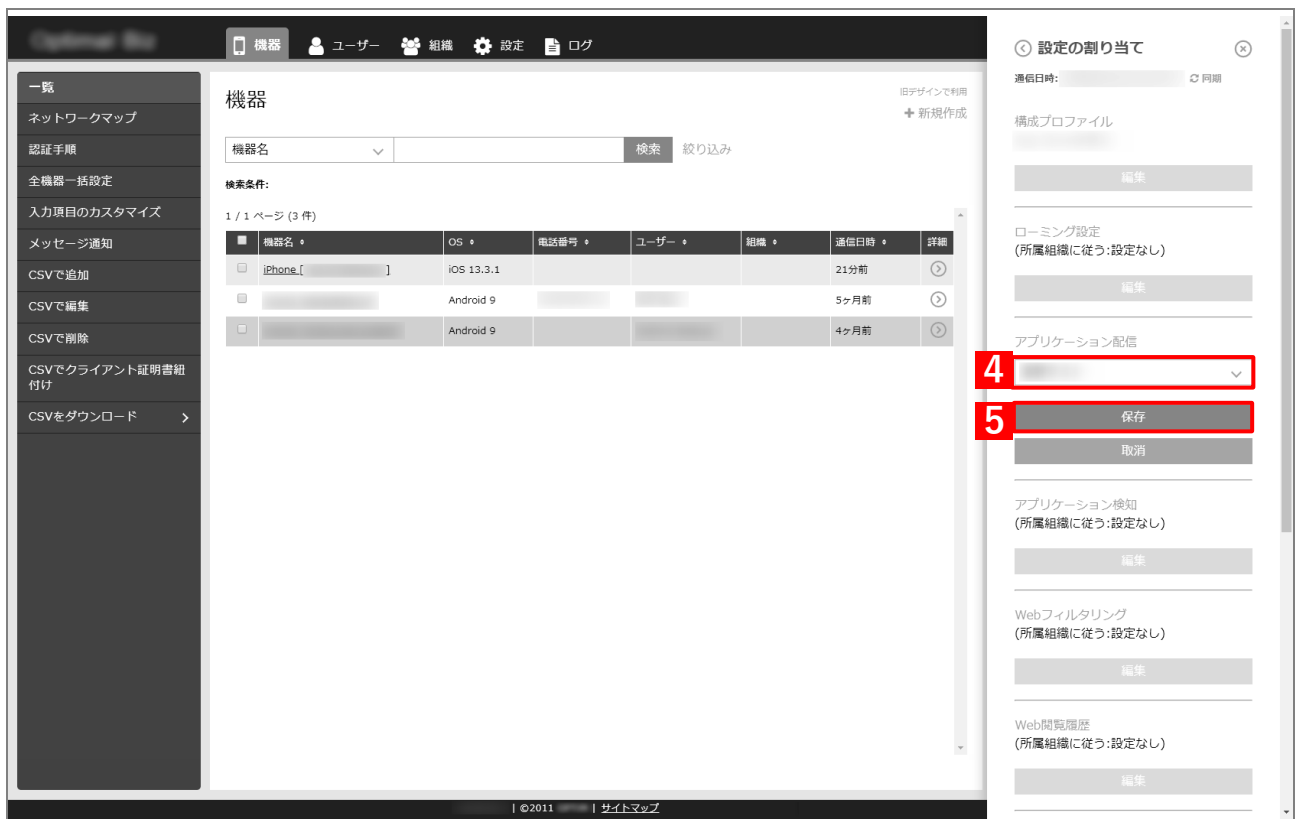 機器
ユーザー
組織
設定
ログ
一覧
ネットワークマップ
認証手順
全機器一括設定
入力項目のカスタマイズ
メッセージ通知
CSVで追加
CSVで編集
CSVで削除
CSVでクライアント証明書紐
付け
CSVをダウンロード
機器
旧デザインで利用
新規作成
機器名
検索
絞り込み
検索条件:
1 / 1 ページ (3 件)
機器名 OS 電話番号 ユーザー 組織 通信日時 詳細
iPhone [ ] iOS 13.3.1 21分前
Android 9 5ヶ月前
Android 9 4ヶ月前
| ©2011 | サイトマップ
設定の割り当て
通信日時: 同期
構成プロファイル
編集
ローミング設定
(所属組織に従う:設定なし)
編集
アプリケーション配信
4
5
保存
取消
アプリケーション検知
(所属組織に従う:設定なし)
編集
Webフィルタリング
(所属組織に従う:設定なし)
編集
Web閲覧履歴
(所属組織に従う:設定なし)
編集